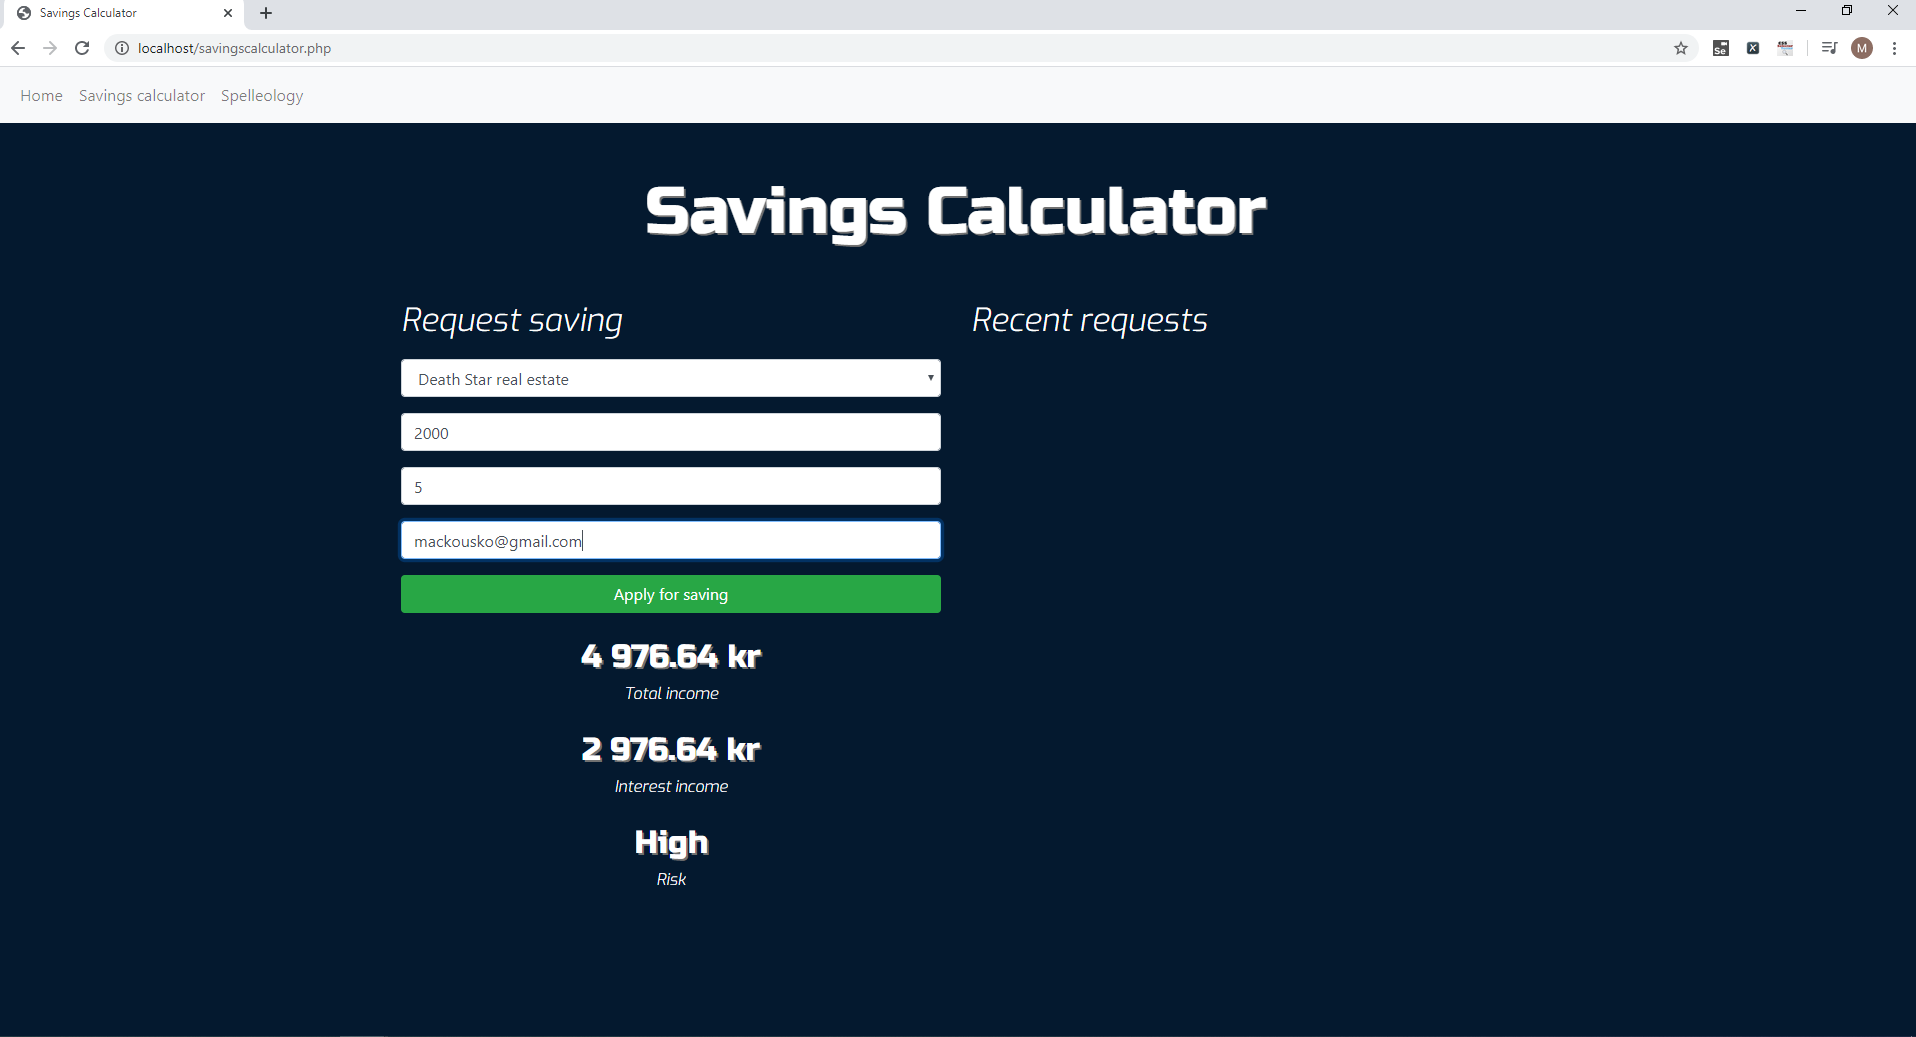 Savings Calculator
localhost/savingscalculator.php
Se
X
CSS
M
Home Savings calculator Spelleology
Savings Calculator
Request saving
Death Star real estate
2000
5
mackousko@gmail.com
Apply for saving
4 976.64 kr
Total income
2 976.64 kr
Interest income
High
Risk
Recent requests